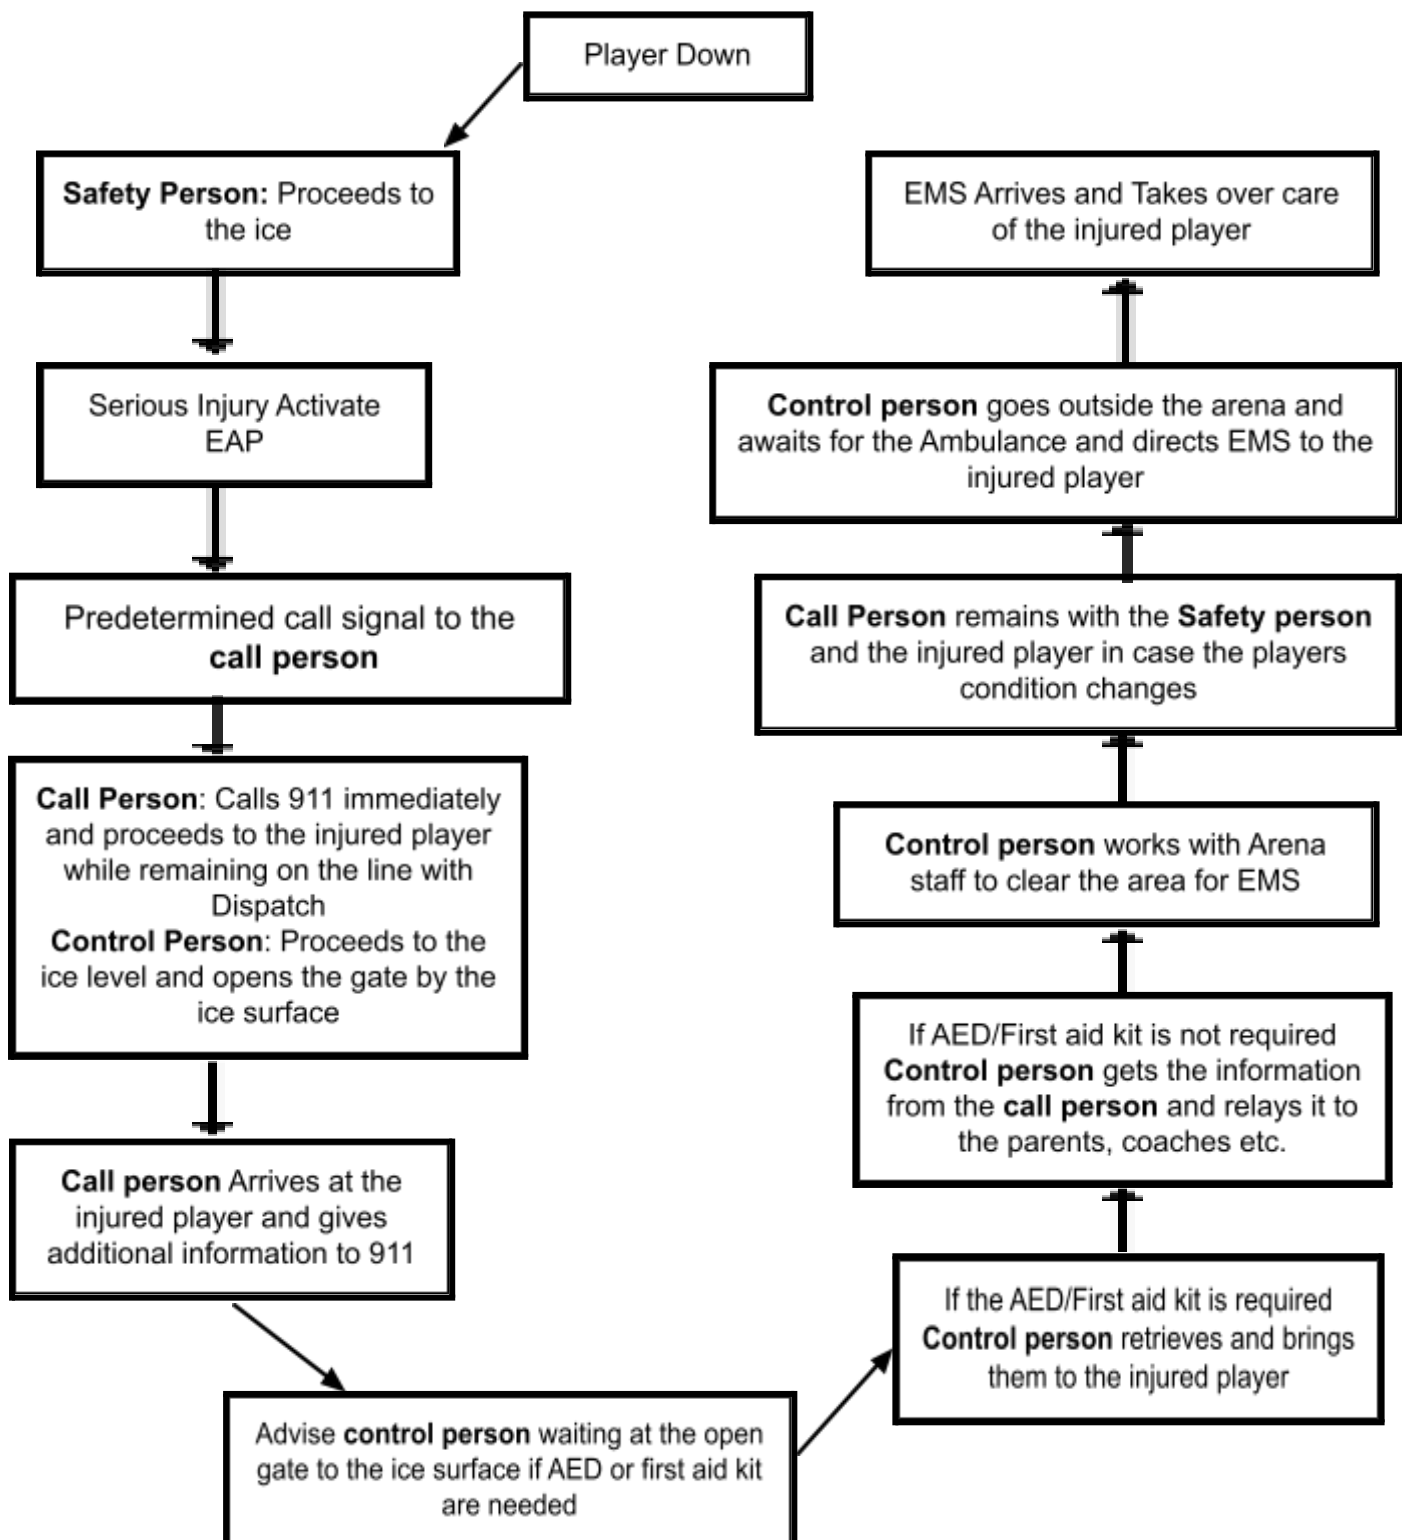 Player Down
Safety Person: Proceeds to
the ice
Serious Injury Activate
EAP
Predetermined call signal to the
call person
Call Person: Calls 911 immediately
and proceeds to the injured player
while remaining on the line with
Dispatch
Control Person: Proceeds to the
ice level and opens the gate by the
ice surface
Call person Arrives at the
injured player and gives
additional information to 911
Advise control person waiting at the open
gate to the ice surface if AED or first aid kit
are needed
If the AED/First aid kit is required
Control person retrieves and brings
them to the injured player
If AED/First aid kit is not required
Control person gets the information
from the call person and relays it to
the parents, coaches etc.
Control person works with Arena
staff to clear the area for EMS
Call Person remains with the Safety person
and the injured player in case the players
condition changes
Control person goes outside the arena and
awaits for the Ambulance and directs EMS to the
injured player
EMS Arrives and Takes over care
of the injured player